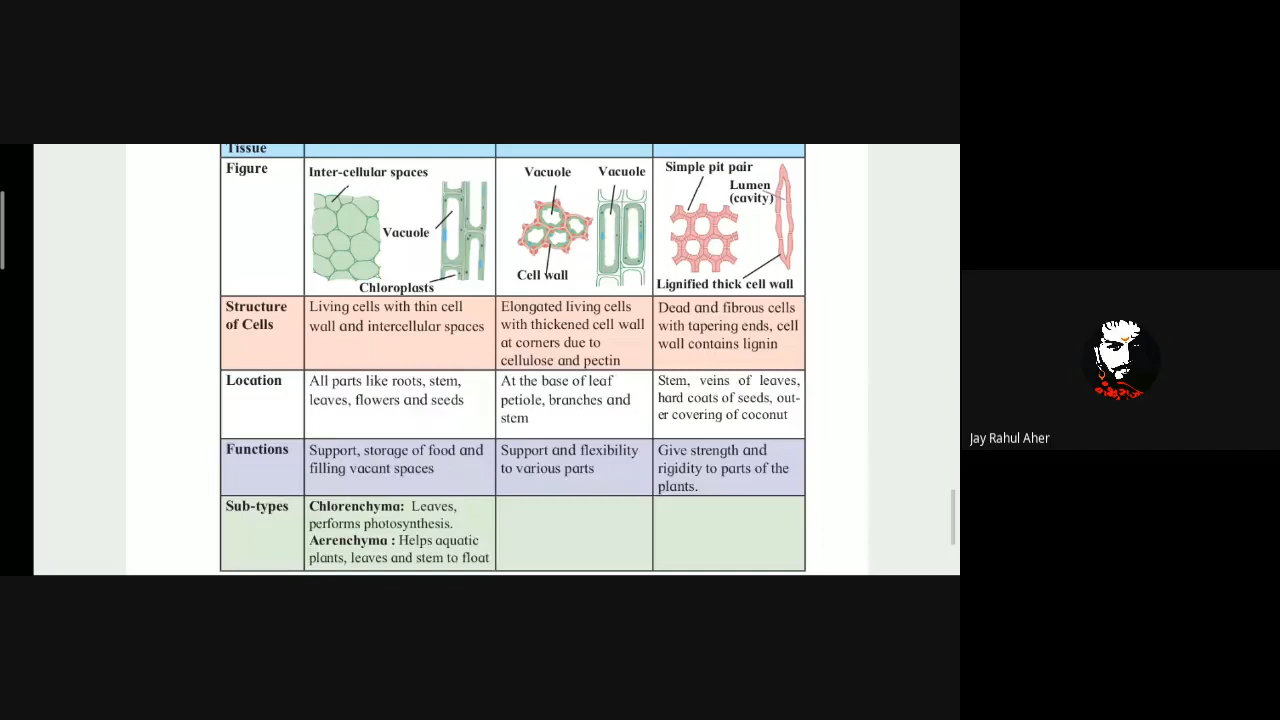 Tissue
Figure
Inter-cellular spaces
Vacuole
Chloroplasts
Vacuole
Vacuole
Cell wall
Simple pit pair
Lumen
(cavity)
Lignified thick cell wall
Structure
of Cells
Living cells with thin cell
wall and intercellular spaces
Elongated living cells
with thickened cell wall
at corners due to
cellulose and pectin
Dead and fibrous cells
with tapering ends, cell
wall contains lignin
Location
All parts like roots, stem,
leaves, flowers and seeds
At the base of leaf
petiole, branches and
stem
Stem, veins of leaves,
hard coats of seeds, out-
er covering of coconut
Functions
Support, storage of food and
filling vacant spaces
Support and flexibility
to various parts
Give strength and
rigidity to parts of the
plants.
Sub-types
Chlorenchyma: Leaves,
performs photosynthesis.
Aerenchyma : Helps aquatic
plants, leaves and stem to float
Jay Rahul Aher